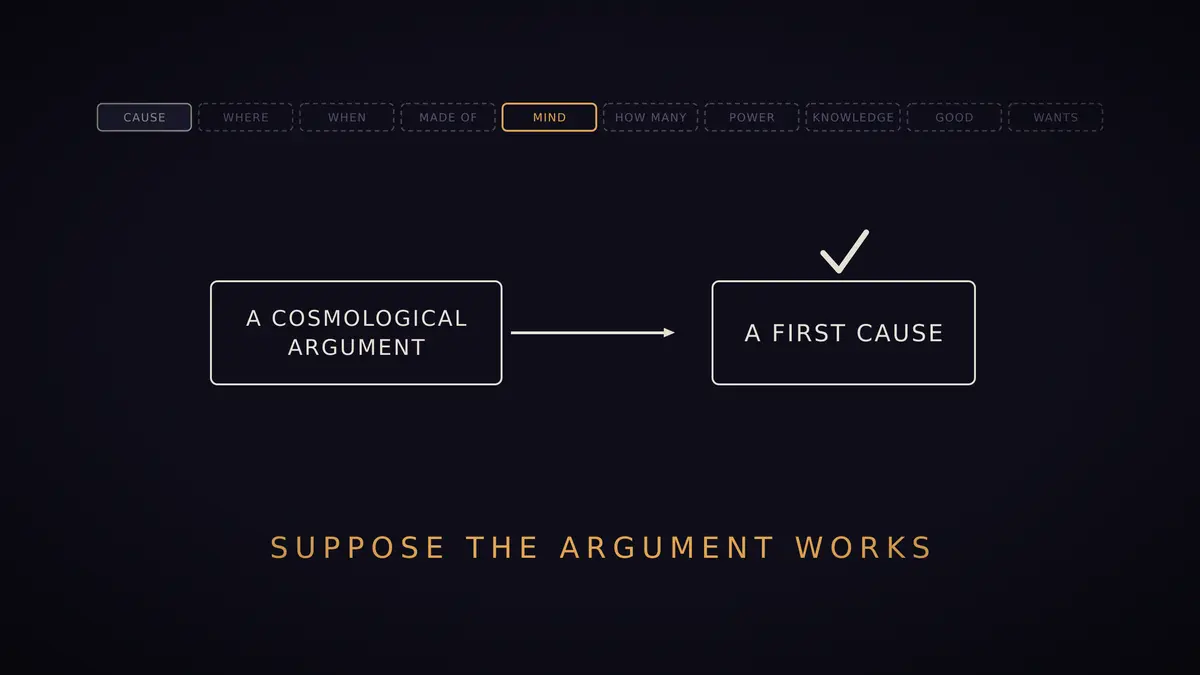 CAUSE WHERE WHEN MADE OF MIND HOW MANY POWER KNOWLEDGE GOOD WANTS
A COSMOLOGICAL
ARGUMENT
A FIRST CAUSE
SUPPOSE THE ARGUMENT WORKS